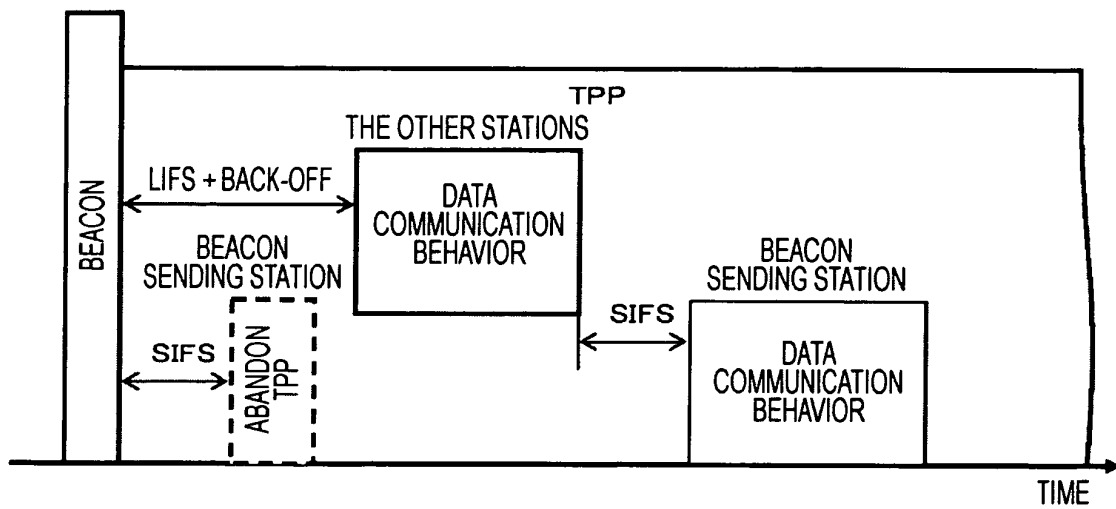 TPP
THE OTHER STATIONS
LIFS + BACK-OFF
DATA
COMMUNICATION
BEHAVIOR
BEACON
BEACON
SENDING STATION
SIFS
ABANDON
TPP
SIFS
BEACON
SENDING STATION
DATA
COMMUNICATION
BEHAVIOR
TIME